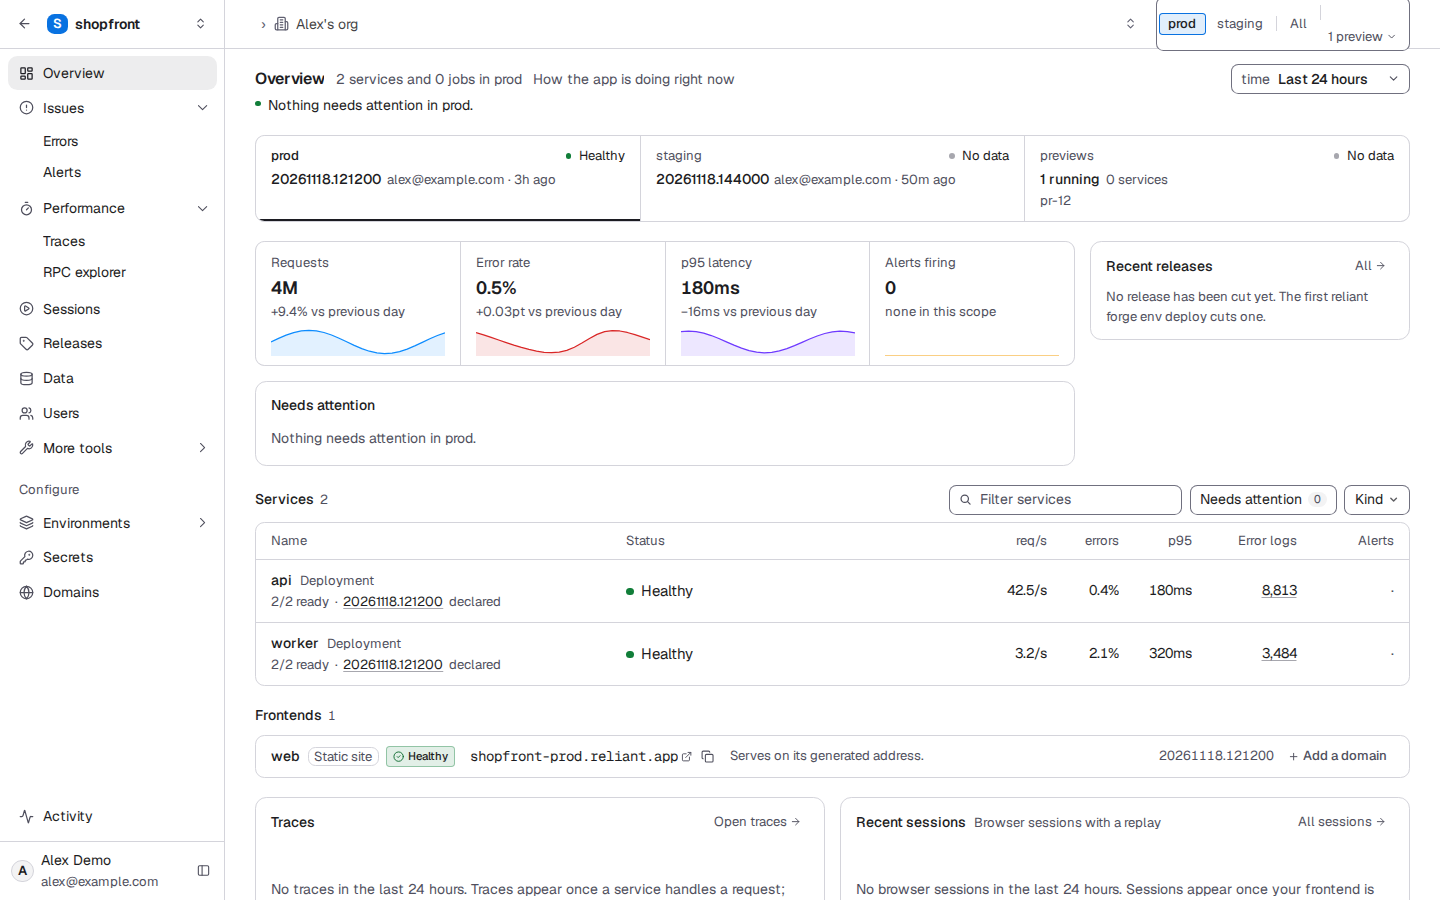 S shopfront
Overview
Issues
Errors
Alerts
Performance
Traces
RPC explorer
Sessions
Releases
Data
Users
More tools
Configure
Environments
Secrets
Domains
Activity
A Alex Demo
alex@example.com
› Alex's org
prod staging All 1 preview
Overview 2 services and 0 jobs in prod How the app is doing right now
time Last 24 hours
Nothing needs attention in prod.
prod Healthy
20261118.121200 alex@example.com · 3h ago
staging No data
20261118.144000 alex@example.com · 50m ago
previews No data
1 running 0 services
pr-12
Requests
4M
+9.4% vs previous day
Error rate
0.5%
+0.03pt vs previous day
p95 latency
180ms
−16ms vs previous day
Alerts firing
0
none in this scope
Recent releases All →
No release has been cut yet. The first reliant
forge env deploy cuts one.
Needs attention
Nothing needs attention in prod.
Services 2
Filter services
Needs attention 0
Kind
Name Status req/s errors p95 Error logs Alerts
api Deployment
2/2 ready · 20261118.121200 declared
Healthy 42.5/s 0.4% 180ms 8,813 ·
worker Deployment
2/2 ready · 20261118.121200 declared
Healthy 3.2/s 2.1% 320ms 3,484 ·
Frontends 1
web Static site Healthy shopfront-prod.reliant.app Serves on its generated address. 20261118.121200 + Add a domain
Traces Open traces →
No traces in the last 24 hours. Traces appear once a service handles a request;
Recent sessions Browser sessions with a replay All sessions →
No browser sessions in the last 24 hours. Sessions appear once your frontend is